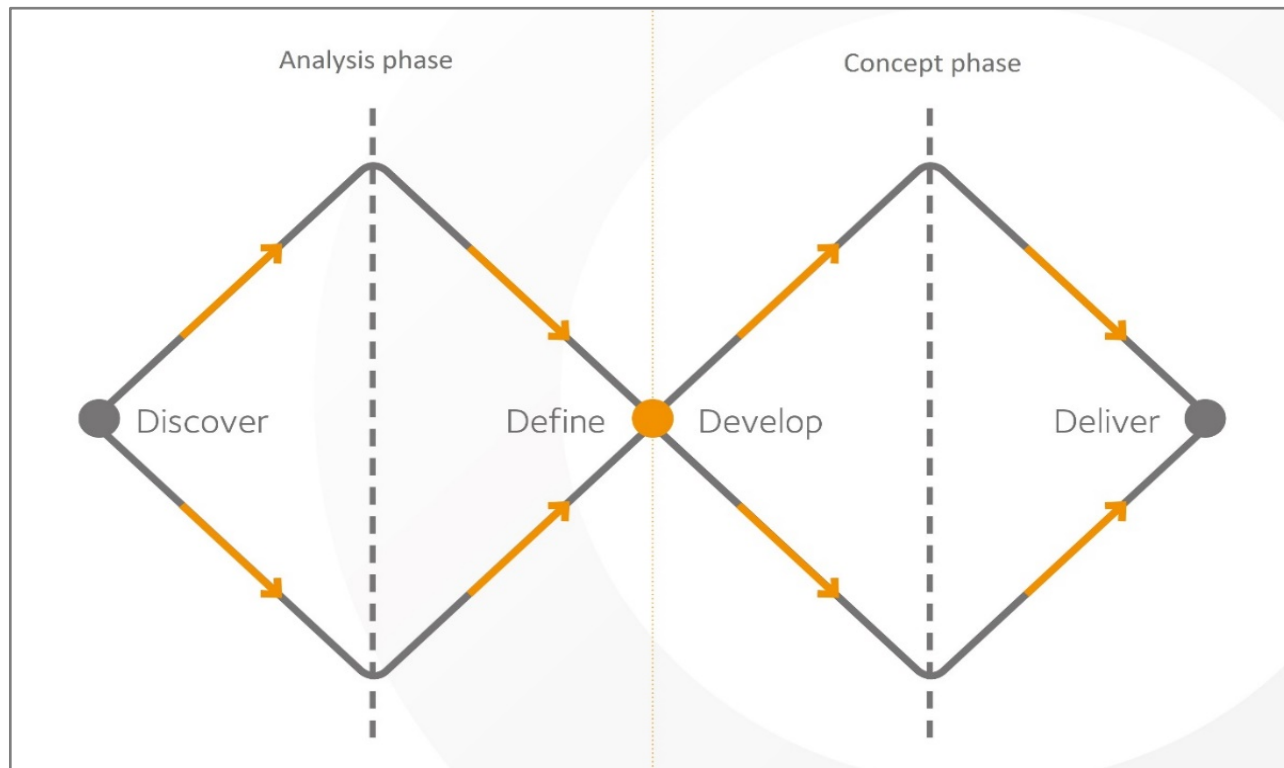 Analysis phase
Concept phase
Discover
Define
Develop
Deliver